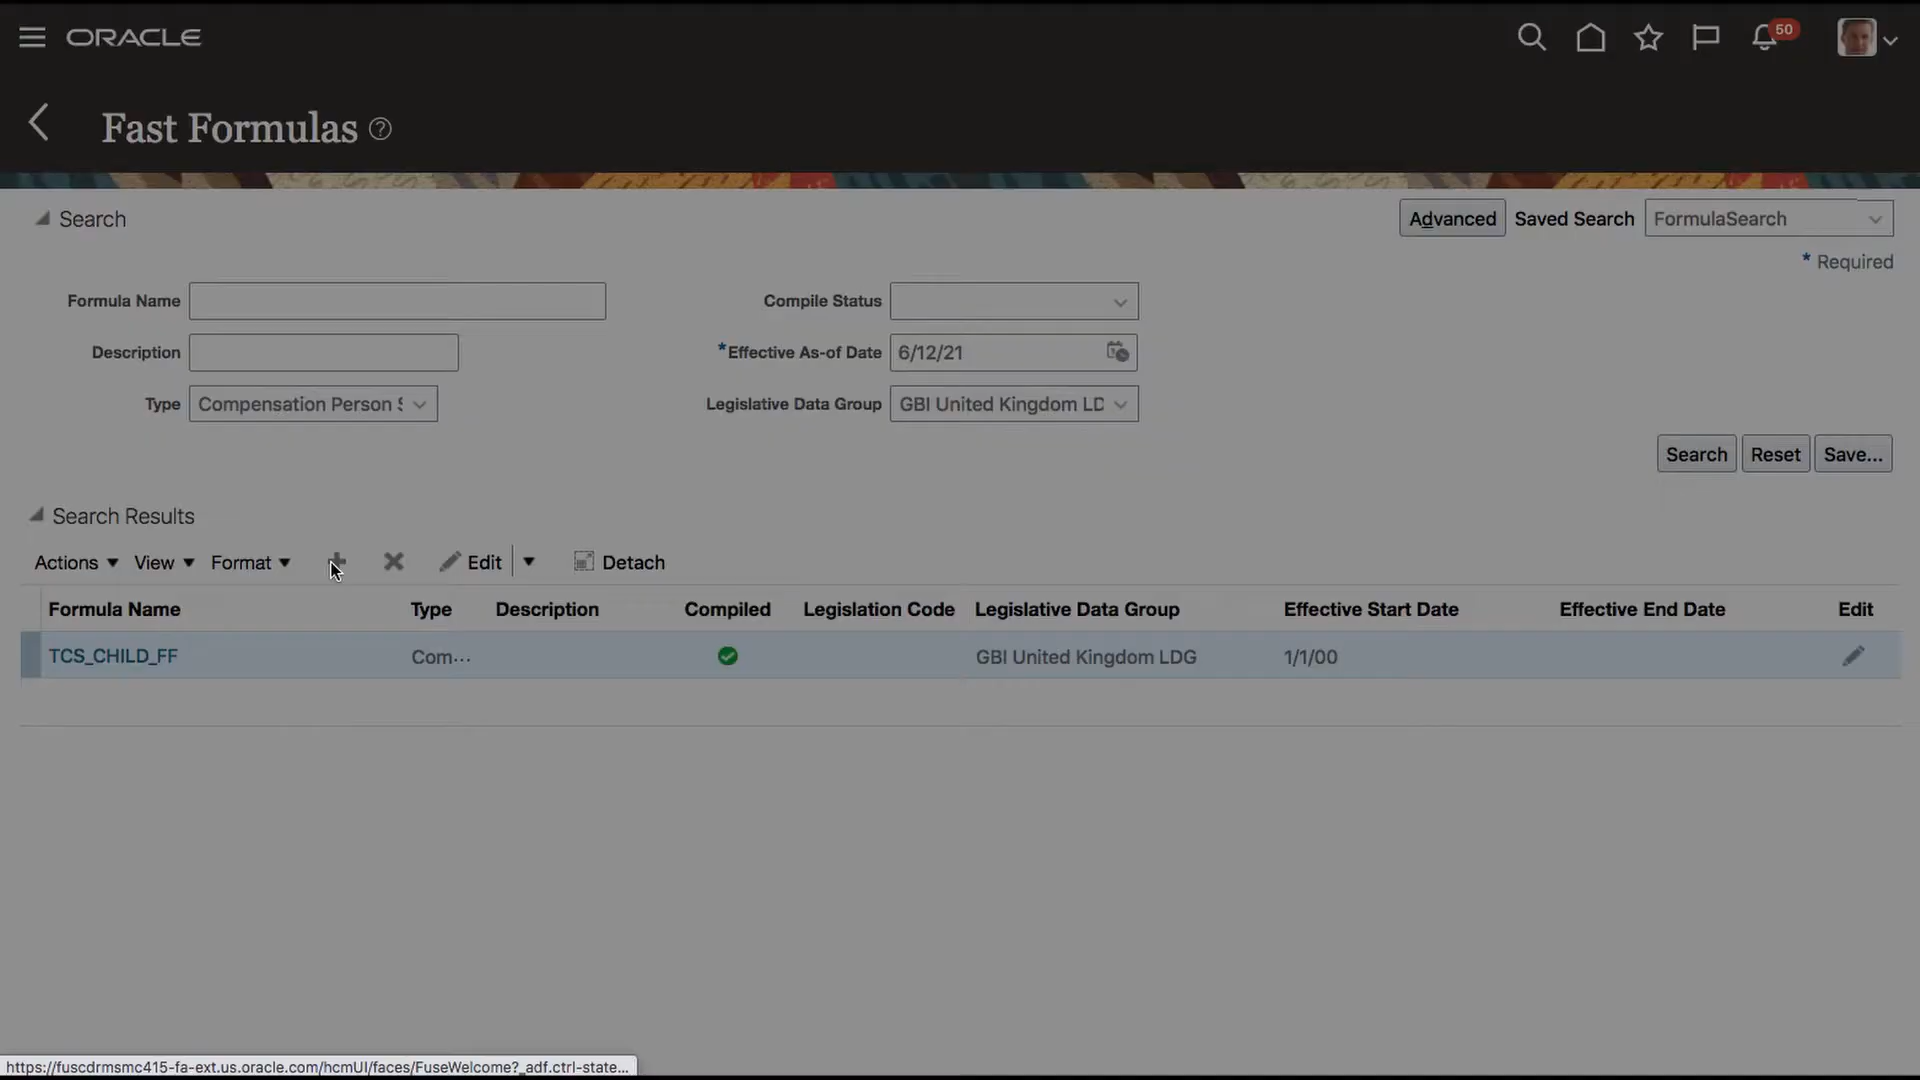 ORACLE
50
Fast Formulas
Search
Advanced Saved Search FormulaSearch
* Required
Formula Name
Compile Status
Description
*Effective As-of Date 6/12/21
Type Compensation Person S
Legislative Data Group GBI United Kingdom LD
Search Reset Save...
Search Results
Actions View Format Edit Detach
Formula Name Type Description Compiled Legislation Code Legislative Data Group Effective Start Date Effective End Date Edit
TCS_CHILD_FF Com... GBI United Kingdom LDG 1/1/00
https://fuscdrmsmc415-fa-ext.us.oracle.com/hcmUI/faces/FuseWelcome?_adf.ctrl-state...